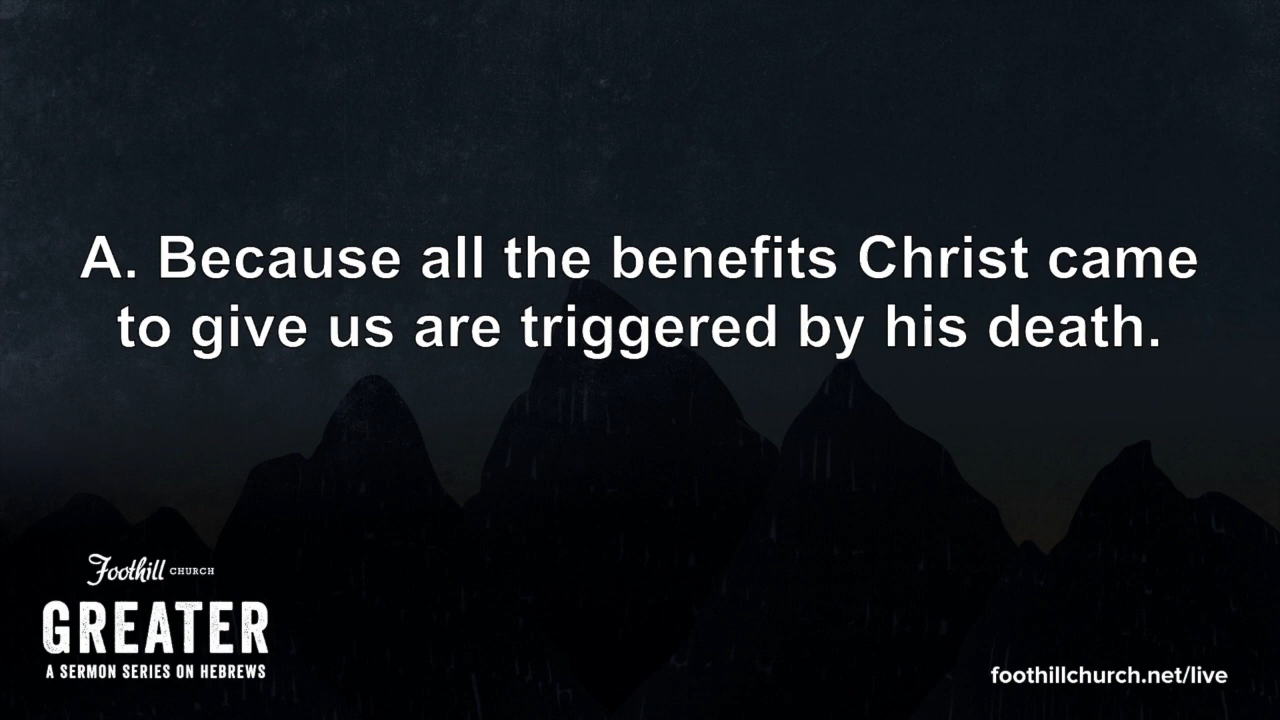 A. Because all the benefits Christ came
to give us are triggered by his death.
Foothill CHURCH
GREATER
A SERMON SERIES ON HEBREWS
foothillchurch.net/live